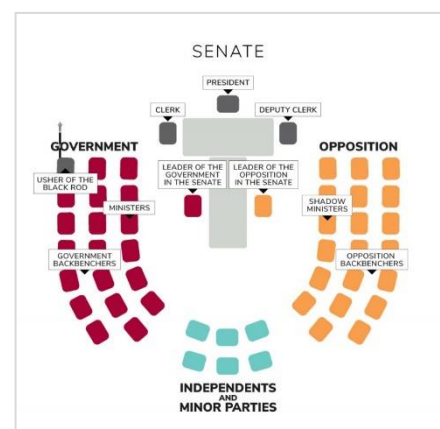 SENATE
PRESIDENT
CLERK
DEPUTY CLERK
GOVERNMENT
OPPOSITION
USHER OF THE
BLACK ROD
LEADER OF THE
GOVERNMENT
IN THE SENATE
LEADER OF THE
OPPOSITION
IN THE SENATE
MINISTERS
SHADOW
MINISTERS
GOVERNMENT
BACKBENCHERS
OPPOSITION
BACKBENCHERS
INDEPENDENTS
AND
MINOR PARTIES